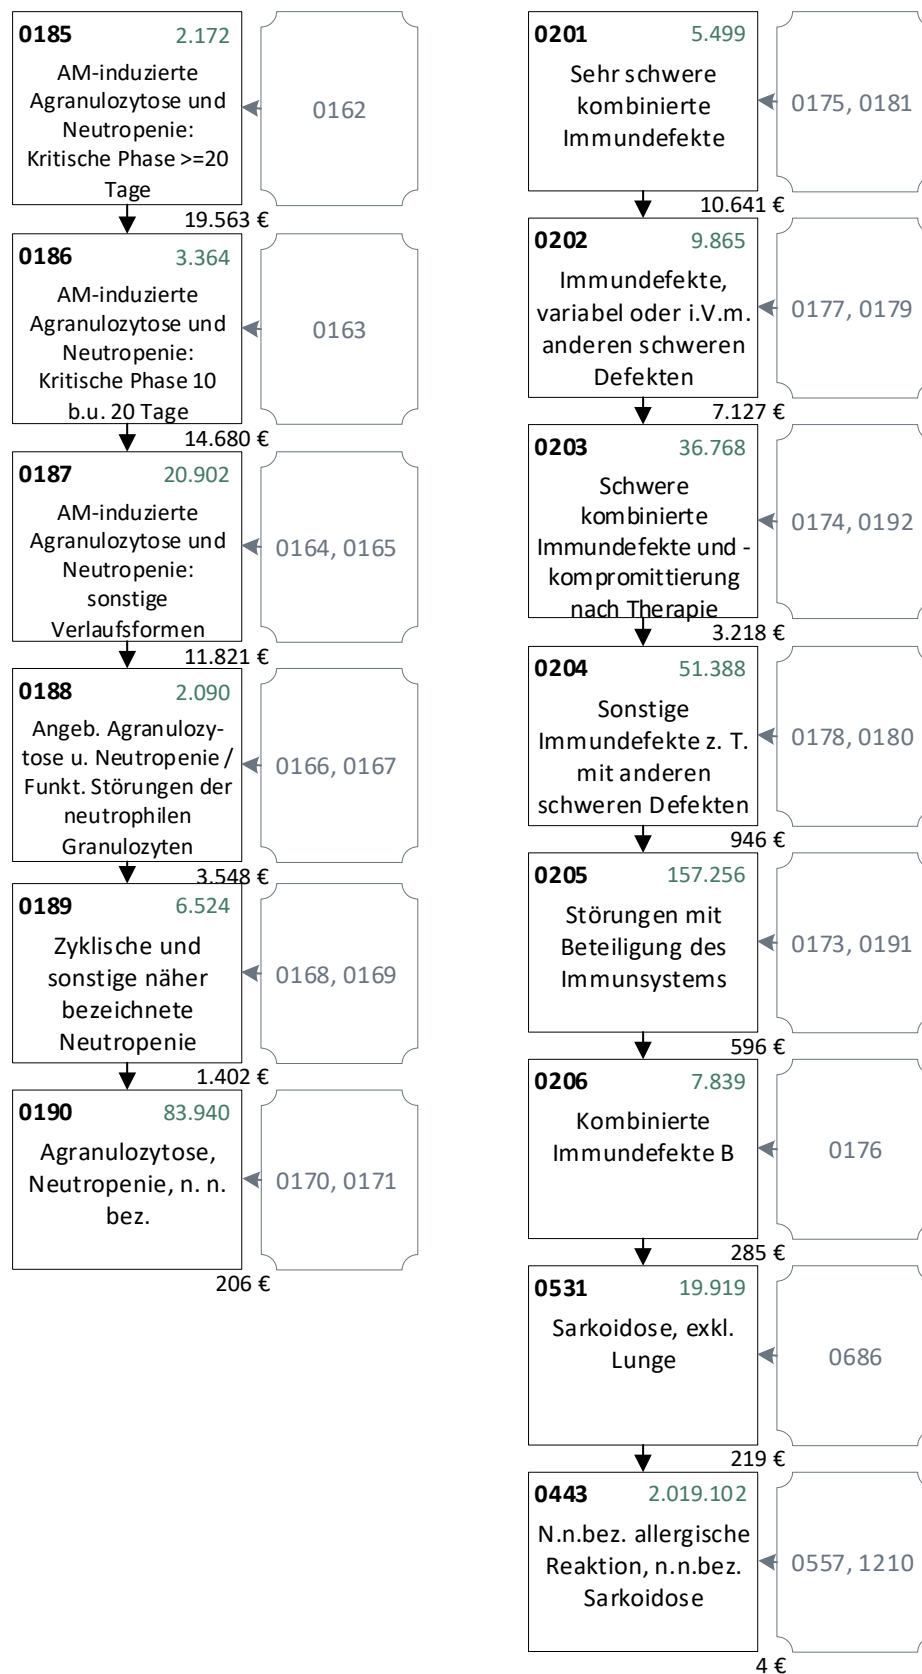 0185 2.172
AM-induzierte
Agranulozytose und
Neutropenie:
Kritische Phase >=20
Tage
0162
19.563 €
0186 3.364
AM-induzierte
Agranulozytose und
Neutropenie:
Kritische Phase 10
b.u. 20 Tage
0163
14.680 €
0187 20.902
AM-induzierte
Agranulozytose und
Neutropenie:
sonstige
Verlaufsformen
0164, 0165
11.821 €
0188 2.090
Angeb. Agranulozy-
tose u. Neutropenie /
Funkt. Störungen der
neutrophilen
Granulozyten
0166, 0167
3.548 €
0189 6.524
Zyklische und
sonstige näher
bezeichnete
Neutropenie
0168, 0169
1.402 €
0190 83.940
Agranulozytose,
Neutropenie, n. n.
bez.
0170, 0171
206 €
0201 5.499
Sehr schwere
kombinierte
Immundefekte
0175, 0181
10.641 €
0202 9.865
Immundefekte,
variabel oder i.V.m.
anderen schweren
Defekten
0177, 0179
7.127 €
0203 36.768
Schwere
kombinierte
Immundefekte und -
kompromittierung
nach Therapie
0174, 0192
3.218 €
0204 51.388
Sonstige
Immundefekte z. T.
mit anderen
schweren Defekten
0178, 0180
946 €
0205 157.256
Störungen mit
Beteiligung des
Immunsystems
0173, 0191
596 €
0206 7.839
Kombinierte
Immundefekte B
0176
285 €
0531 19.919
Sarkoidose, exkl.
Lunge
0686
219 €
0443 2.019.102
N.n.bez. allergische
Reaktion, n.n.bez.
Sarkoidose
0557, 1210
4 €